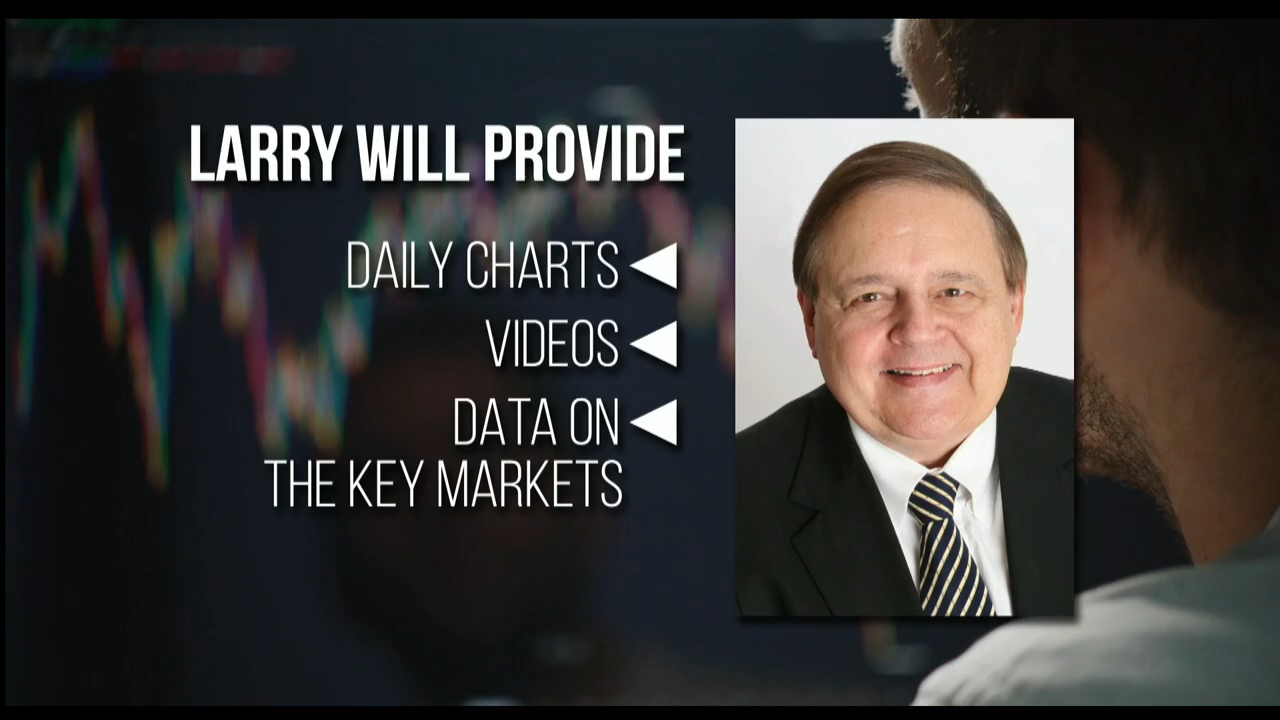 LARRY WILL PROVIDE
DAILY CHARTS
VIDEOS
DATA ON
THE KEY MARKETS